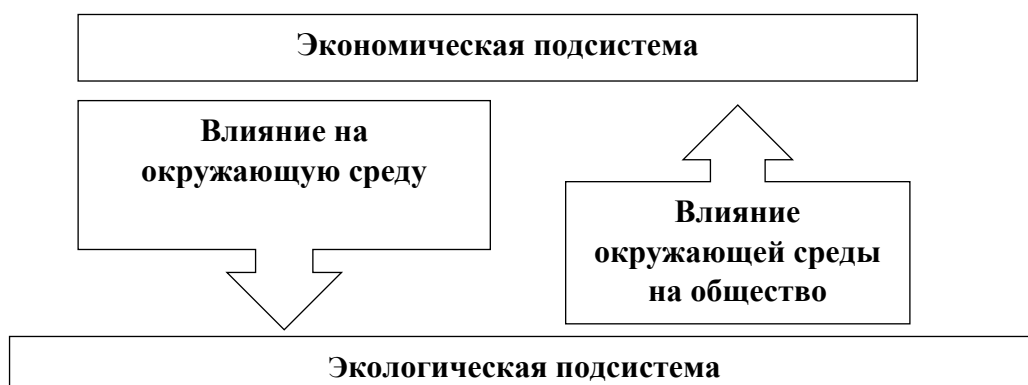 Экономическая подсистема
Влияние на
окружающую среду
Влияние
окружающей среды
на общество
Экологическая подсистема